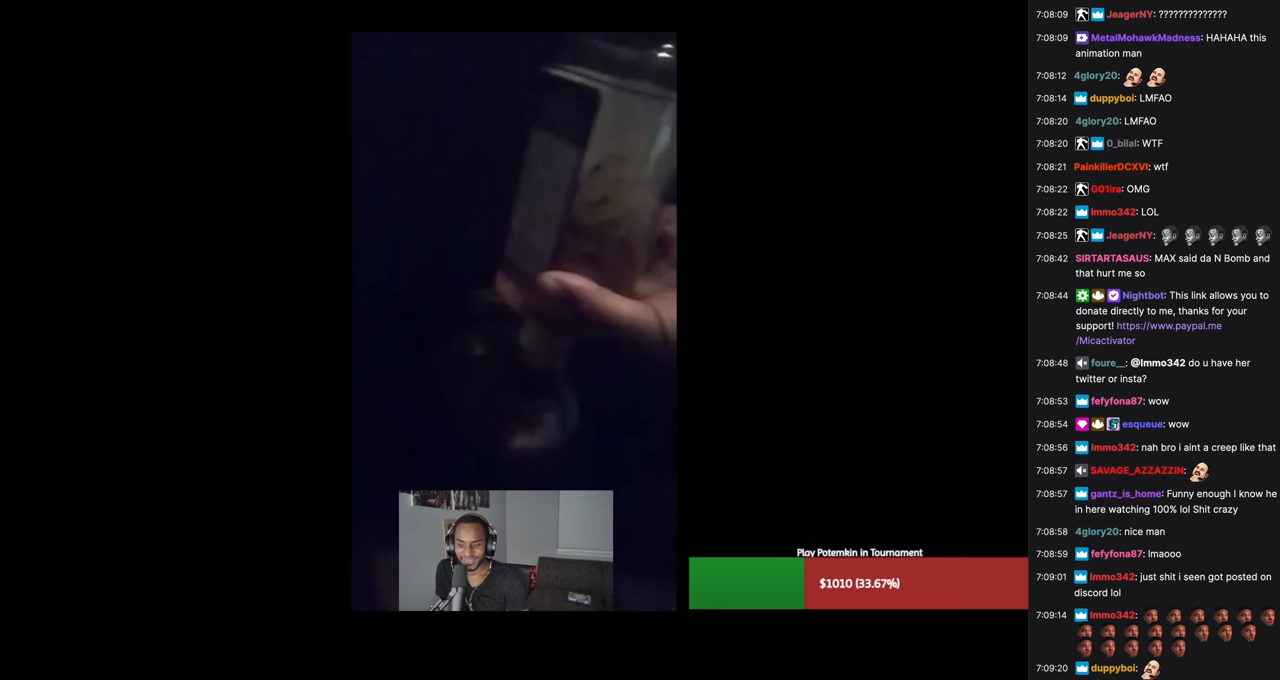 Play Potemkin in Tournament
$1010 (33.67%)
7:08:09 JeagerNY: ??????????????
7:08:09 MetalMohawkMadness: HAHAHA this
animation man
7:08:12 4glory20:
7:08:14 duppyboi: LMFAO
7:08:20 4glory20: LMFAO
7:08:20 0_bilal: WTF
7:08:21 PainkillerDCXVI: wtf
7:08:22 G01ira: OMG
7:08:22 Immo342: LOL
7:08:25 JeagerNY:
7:08:42 SIRTARTASAUS: MAX said da N Bomb and
that hurt me so
7:08:44 Nightbot: This link allows you to
donate directly to me, thanks for your
support! https://www.paypal.me
/Micactivator
7:08:48 foure__: @Immo342 do u have her
twitter or insta?
7:08:53 fefyfona87: wow
7:08:54 esqueue: wow
7:08:56 Immo342: nah bro i aint a creep like that
7:08:57 SAVAGE_AZZAZZIN:
7:08:57 gantz_is_home: Funny enough I know he
in here watching 100% lol Shit crazy
7:08:58 4glory20: nice man
7:08:59 fefyfona87: lmaooo
7:09:01 Immo342: just shit i seen got posted on
discord lol
7:09:14 Immo342:
7:09:20 duppyboi: